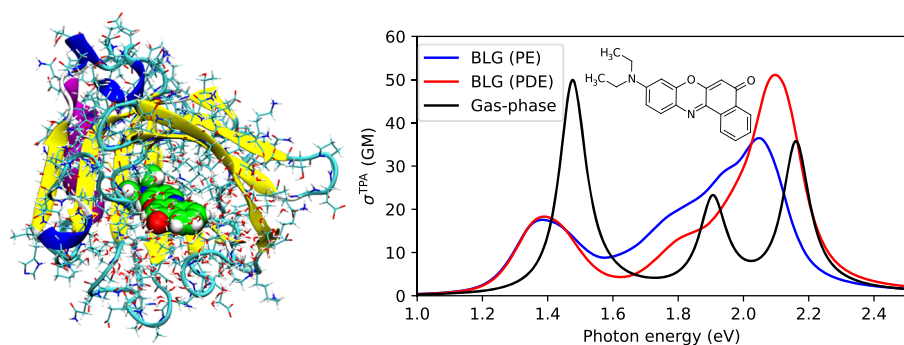 60
50
40
30
20
10
0
σ^TPA (GM)
BLG (PE)
BLG (PDE)
Gas-phase
H₃C
H₃C
N
O
O
N
1.0 1.2 1.4 1.6 1.8 2.0 2.2 2.4
Photon energy (eV)